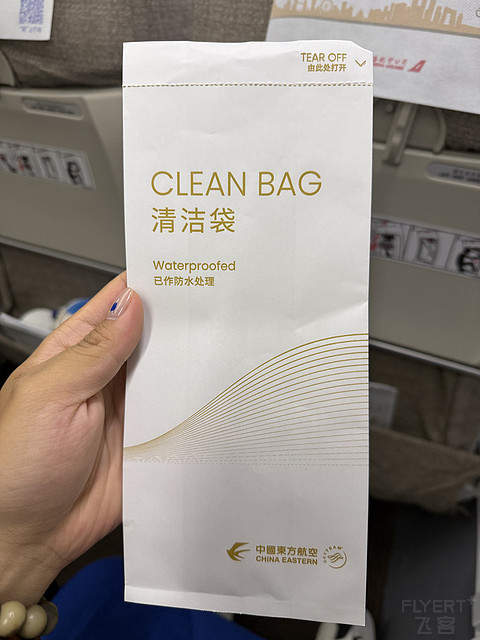 TEAR OFF
由此处打开
CLEAN BAG
清洁袋
Waterproofed
已作防水处理
中國東方航空
CHINA EASTERN
SKYTEAM
FLYERT
飞客